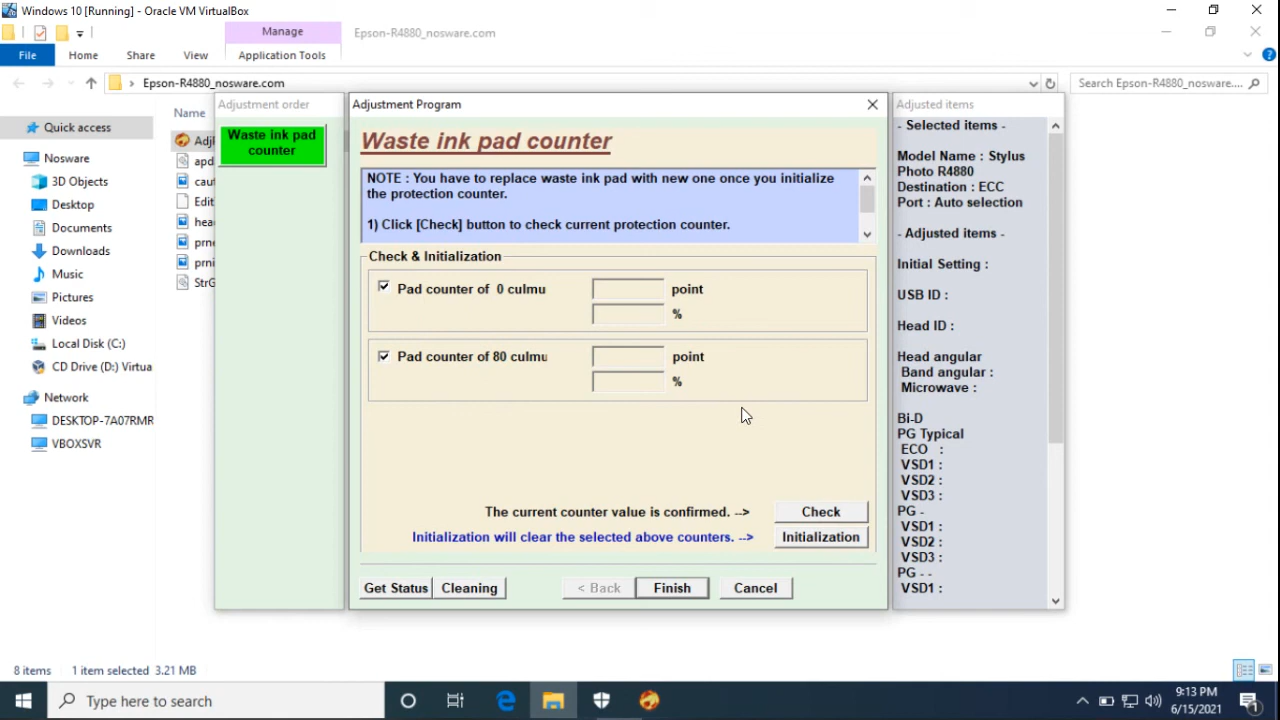 Windows 10 [Running] - Oracle VM VirtualBox
Manage
Epson-R4880_nosware.com
File
Home
Share
View
Application Tools
Epson-R4880_nosware.com
Search Epson-R4880_nosware....
Name
Quick access
Nosware
3D Objects
Desktop
Documents
Downloads
Music
Pictures
Videos
Local Disk (C:)
CD Drive (D:) Virtua
Network
DESKTOP-7A07RMR
VBOXSVR
AdjP
apd
cau
Edit
hea
prne
prni
StrG
Adjustment order
Waste ink pad
counter
Adjustment Program
Waste ink pad counter
NOTE : You have to replace waste ink pad with new one once you initialize
the protection counter.
1) Click [Check] button to check current protection counter.
Check & Initialization
Pad counter of 0 culmu
point
%
Pad counter of 80 culmu
point
%
The current counter value is confirmed. -->
Check
Initialization will clear the selected above counters. -->
Initialization
Get Status
Cleaning
< Back
Finish
Cancel
Adjusted items
- Selected items -
Model Name : Stylus
Photo R4880
Destination : ECC
Port : Auto selection
- Adjusted items -
Initial Setting :
USB ID :
Head ID :
Head angular
Band angular :
Microwave :
Bi-D
PG Typical
ECO :
VSD1 :
VSD2 :
VSD3 :
PG -
VSD1 :
VSD2 :
VSD3 :
PG - -
VSD1 :
8 items
1 item selected 3.21 MB
Type here to search
9:13 PM
6/15/2021
1